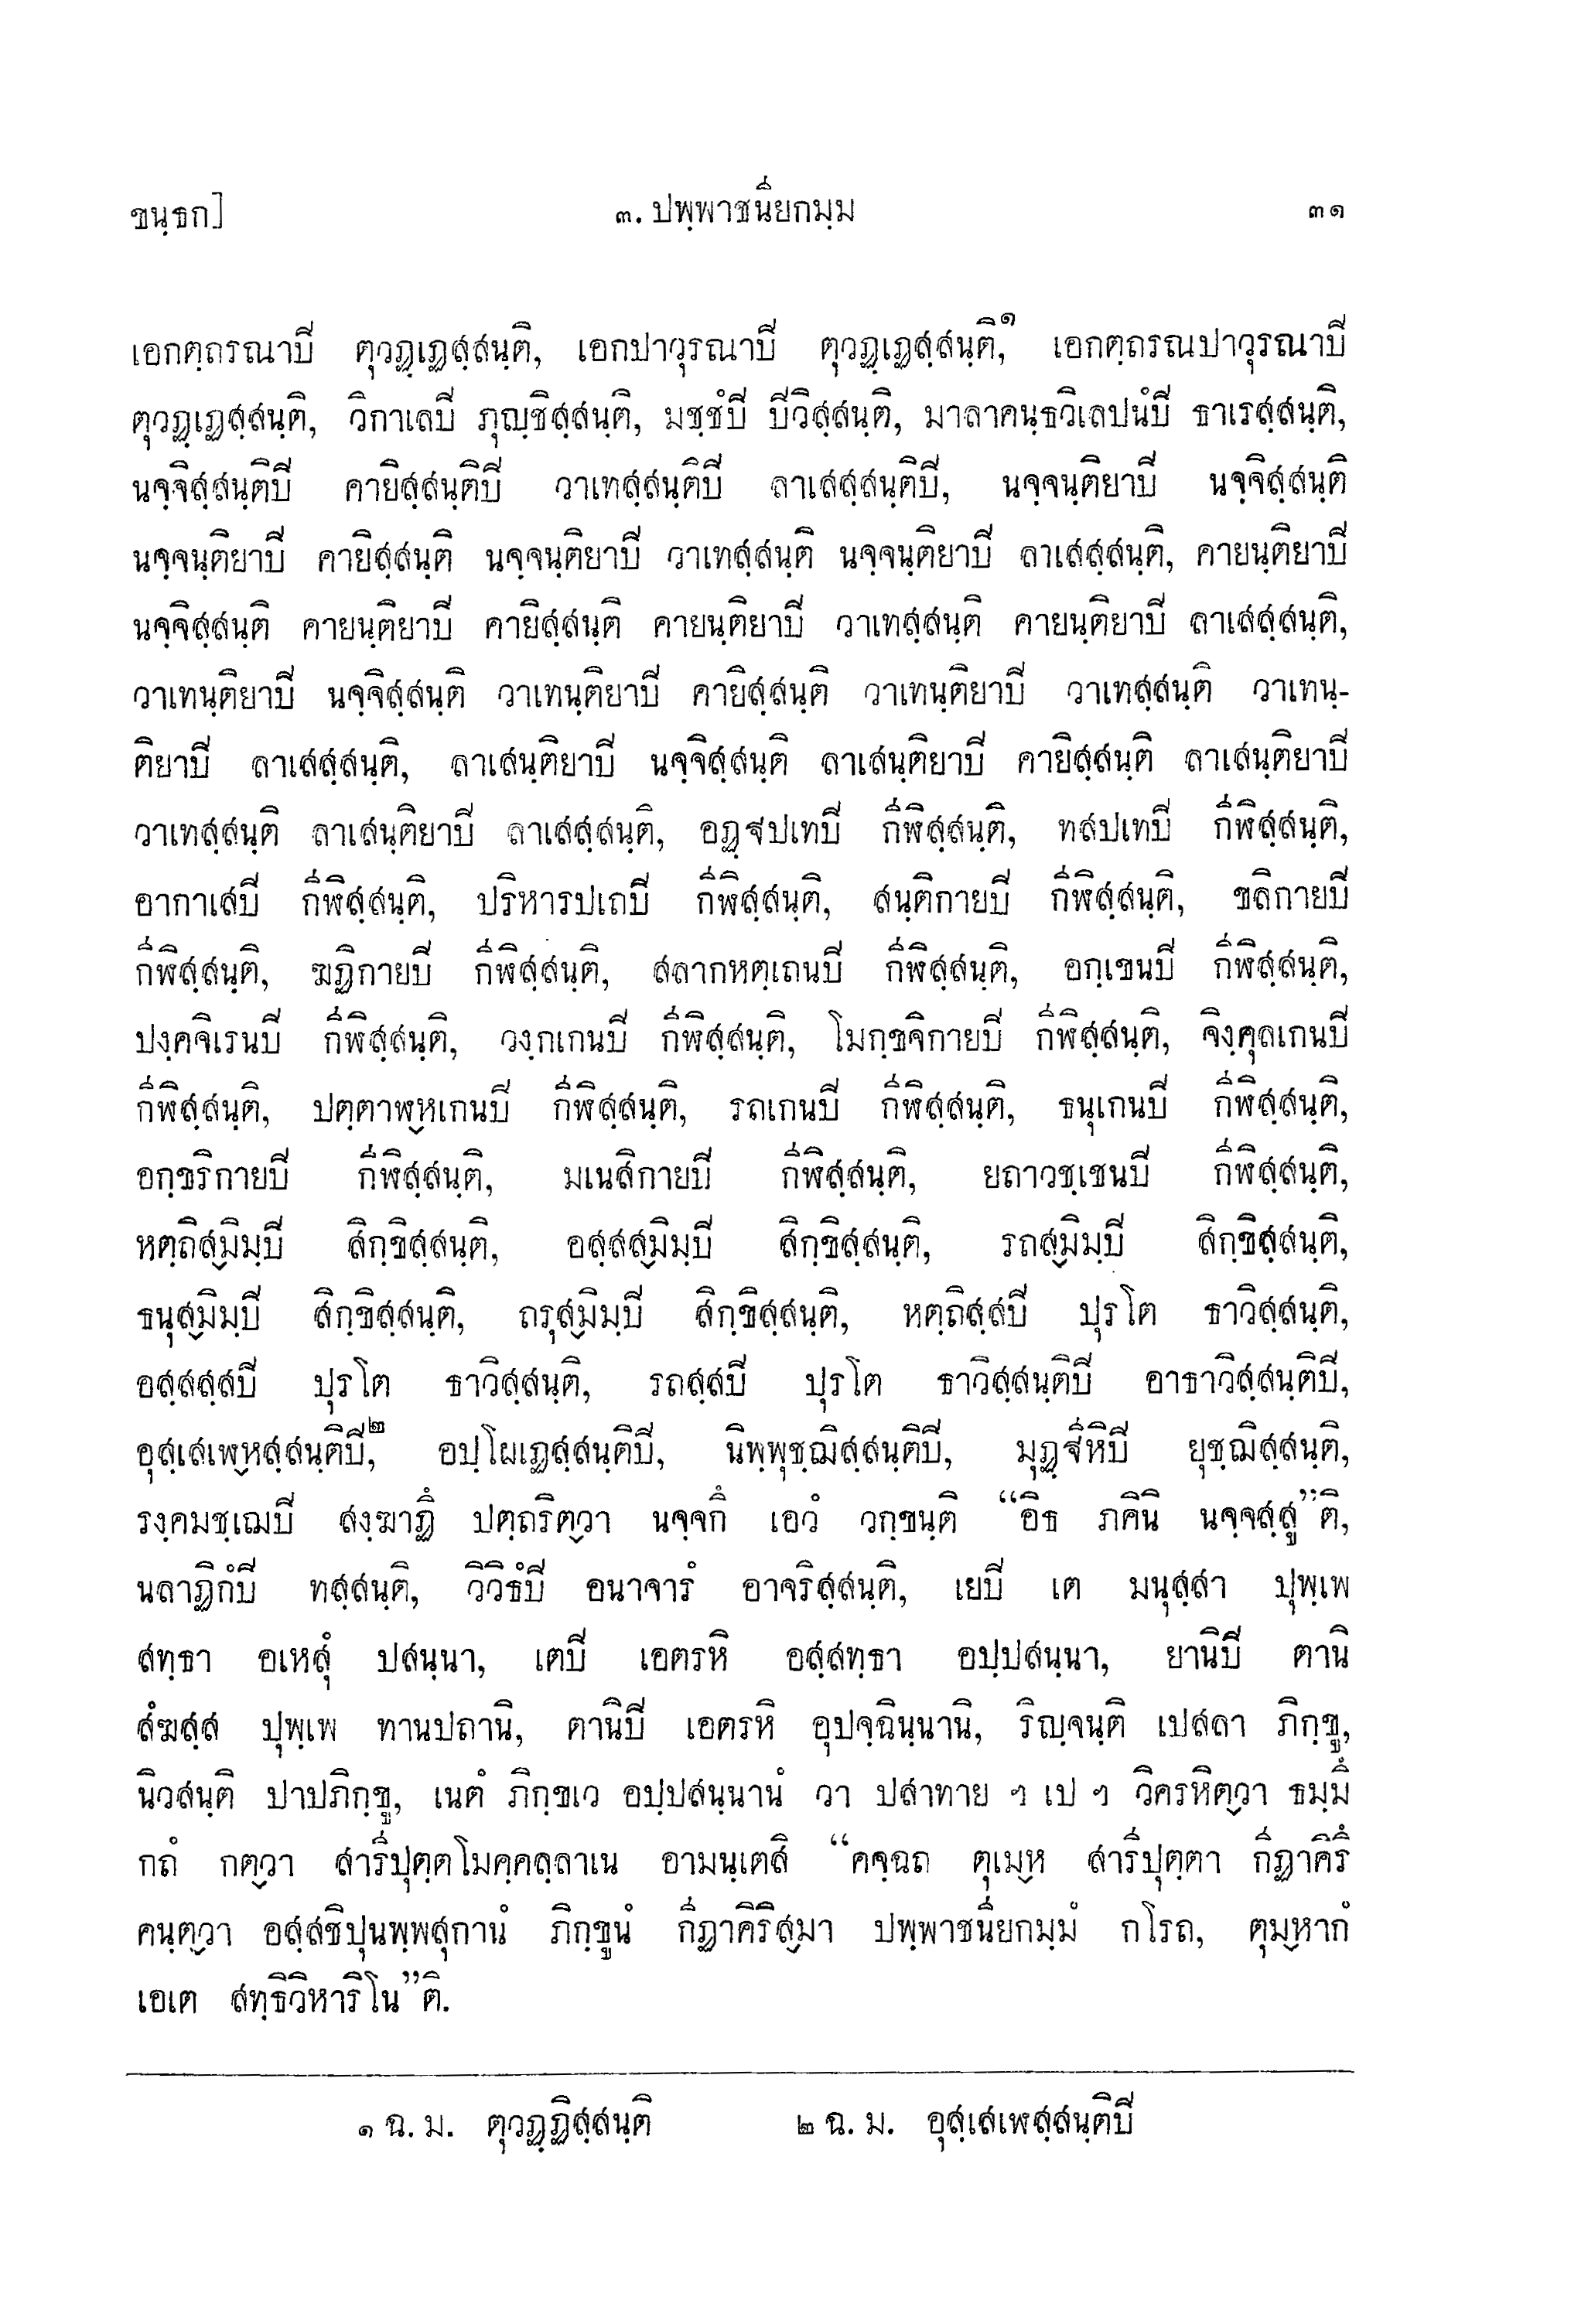 ขนฺธก]	๓. ปพฺพาชนียกมฺม	๓๑
เอกตฺถรณาปิ ตุวฏฺเฏสฺสนฺติ, เอกปาวุรณาปิ ตุวฏฺเฏสฺสนฺติ,๑ เอกตฺถรณปาวุรณาปิ
ตุวฏฺเฏสฺสนฺติ, วิกาเลปิ ภุญฺชิสฺสนฺติ, มชฺชํปิ ปิวิสฺสนฺติ, มาลาคนฺธวิเลปนํปิ ธาเรสฺสนฺติ,
นจฺจิสฺสนฺติปิ คายิสฺสนฺติปิ วาเทสฺสนฺติปิ ลาเสสฺสนฺติปิ, นจฺจนฺติยาปิ นจฺจิสฺสนฺติ
นจฺจนฺติยาปิ คายิสฺสนฺติ นจฺจนฺติยาปิ วาเทสฺสนฺติ นจฺจนฺติยาปิ ลาเสสฺสนฺติ, คายนฺติยาปิ
นจฺจิสฺสนฺติ คายนฺติยาปิ คายิสฺสนฺติ คายนฺติยาปิ วาเทสฺสนฺติ คายนฺติยาปิ ลาเสสฺสนฺติ,
วาเทนฺติยาปิ นจฺจิสฺสนฺติ วาเทนฺติยาปิ คายิสฺสนฺติ วาเทนฺติยาปิ วาเทสฺสนฺติ วาเทนฺ-
ติยาปิ ลาเสสฺสนฺติ, ลาเสนฺติยาปิ นจฺจิสฺสนฺติ ลาเสนฺติยาปิ คายิสฺสนฺติ ลาเสนฺติยาปิ
วาเทสฺสนฺติ ลาเสนฺติยาปิ ลาเสสฺสนฺติ, อฏฺฐปเทปิ กีฬิสฺสนฺติ, ทสปเทปิ กีฬิสฺสนฺติ,
อากาเสปิ กีฬิสฺสนฺติ, ปริหารปเถปิ กีฬิสฺสนฺติ, สนฺติกายปิ กีฬิสฺสนฺติ, ขลิกายปิ
กีฬิสฺสนฺติ, ฆฏิกายปิ กีฬิสฺสนฺติ, สลากหตฺเถนปิ กีฬิสฺสนฺติ, อกฺเขนปิ กีฬิสฺสนฺติ,
ปงฺคจิเรนปิ กีฬิสฺสนฺติ, วงฺกเกนปิ กีฬิสฺสนฺติ, โมกฺขจิกายปิ กีฬิสฺสนฺติ, จิงฺคุลเกนปิ
กีฬิสฺสนฺติ, ปตฺตาฬฺหเกนปิ กีฬิสฺสนฺติ, รถเกนปิ กีฬิสฺสนฺติ, ธนุเกนปิ กีฬิสฺสนฺติ,
อกฺขริกายปิ กีฬิสฺสนฺติ, มเนสิกายปิ กีฬิสฺสนฺติ, ยถาวชฺเชนปิ กีฬิสฺสนฺติ,
หตฺถิสฺมิมฺปิ สิกฺขิสฺสนฺติ, อสฺสสฺมิมฺปิ สิกฺขิสฺสนฺติ, รถสฺมิมฺปิ สิกฺขิสฺสนฺติ,
ธนุสฺมิมฺปิ สิกฺขิสฺสนฺติ, ถรุสฺมิมฺปิ สิกฺขิสฺสนฺติ, หตฺถิสฺสปิ ปุรโต ธาวิสฺสนฺติ,
อสฺสสฺสปิ ปุรโต ธาวิสฺสนฺติ, รถสฺสปิ ปุรโต ธาวิสฺสนฺติปิ อาธาวิสฺสนฺติปิ,
อุสฺเสเฬฺหสฺสนฺติปิ,๒ อปฺโผเฏสฺสนฺติปิ, นิพฺพุชฺฌิสฺสนฺติปิ, มุฏฺฐีหิปิ ยุชฺฌิสฺสนฺติ,
รงฺคมชฺเฌปิ สงฺฆาฏึ ปตฺถริตฺวา นจฺจกึ เอวํ วกฺขนฺติ “อิธ ภคินิ นจฺจสฺสู”ติ,
นลาฏิกํปิ ทสฺสนฺติ, วิวิธํปิ อนาจารํ อาจริสฺสนฺติ, เยปิ เต มนุสฺสา ปุพฺเพ
สทฺธา อเหสุํ ปสนฺนา, เตปิ เอตรหิ อสฺสทฺธา อปฺปสนฺนา, ยานิปิ ตานิ
สํฆสฺส ปุพฺเพ ทานปถานิ, ตานิปิ เอตรหิ อุปจฺฉินฺนานิ, ริญฺจนฺติ เปสลา ภิกฺขู,
นิวสนฺติ ปาปภิกฺขู, เนตํ ภิกฺขเว อปฺปสนฺนานํ วา ปสาทาย ฯ เป ฯ วิครหิตฺวา ธมฺมึ
กถํ กตฺวา สารีปุตฺตโมคฺคลฺลาเน อามนฺเตสิ “คจฺฉถ ตุเมฺห สารีปุตฺตา กีฏาคิรึ
คนฺตฺวา อสฺสชิปุนพฺพสุกานํ ภิกฺขูนํ กีฏาคิริสฺมา ปพฺพาชนียกมฺมํ กโรถ, ตุมฺหากํ
เอเต สทฺธิวิหาริโน”ติ.
๑ ฉ. ม. ตุวฏฺฏิสฺสนฺติ	๒ ฉ. ม. อุสฺเสเฬสฺสนฺติปิ